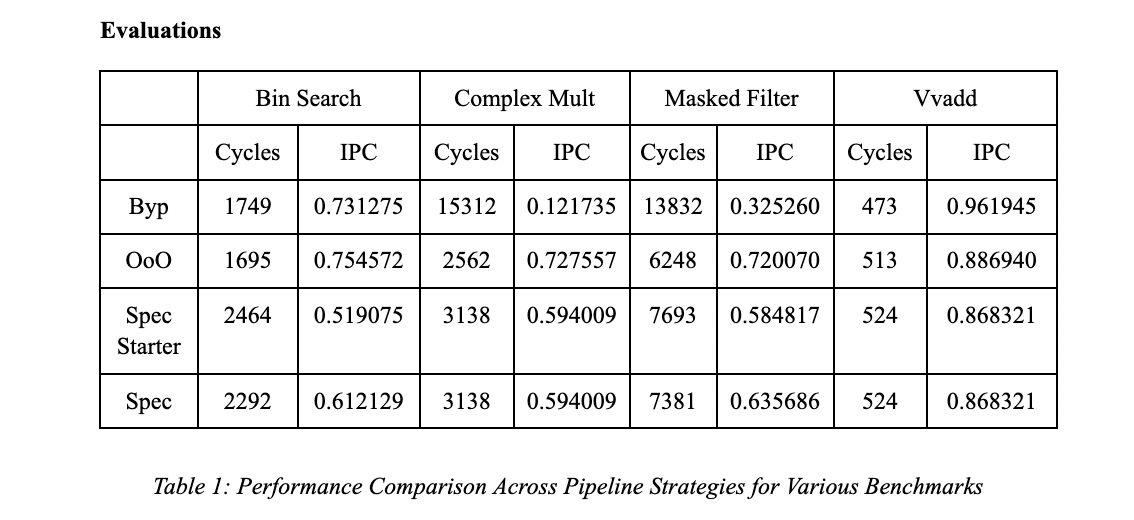 Evaluations
Bin Search Complex Mult Masked Filter Vvadd
Cycles IPC Cycles IPC Cycles IPC Cycles IPC
Byp 1749 0.731275 15312 0.121735 13832 0.325260 473 0.961945
OoO 1695 0.754572 2562 0.727557 6248 0.720070 513 0.886940
Spec 2464 0.519075 3138 0.594009 7693 0.584817 524 0.868321
Starter
Spec 2292 0.612129 3138 0.594009 7381 0.635686 524 0.868321
Table 1: Performance Comparison Across Pipeline Strategies for Various Benchmarks